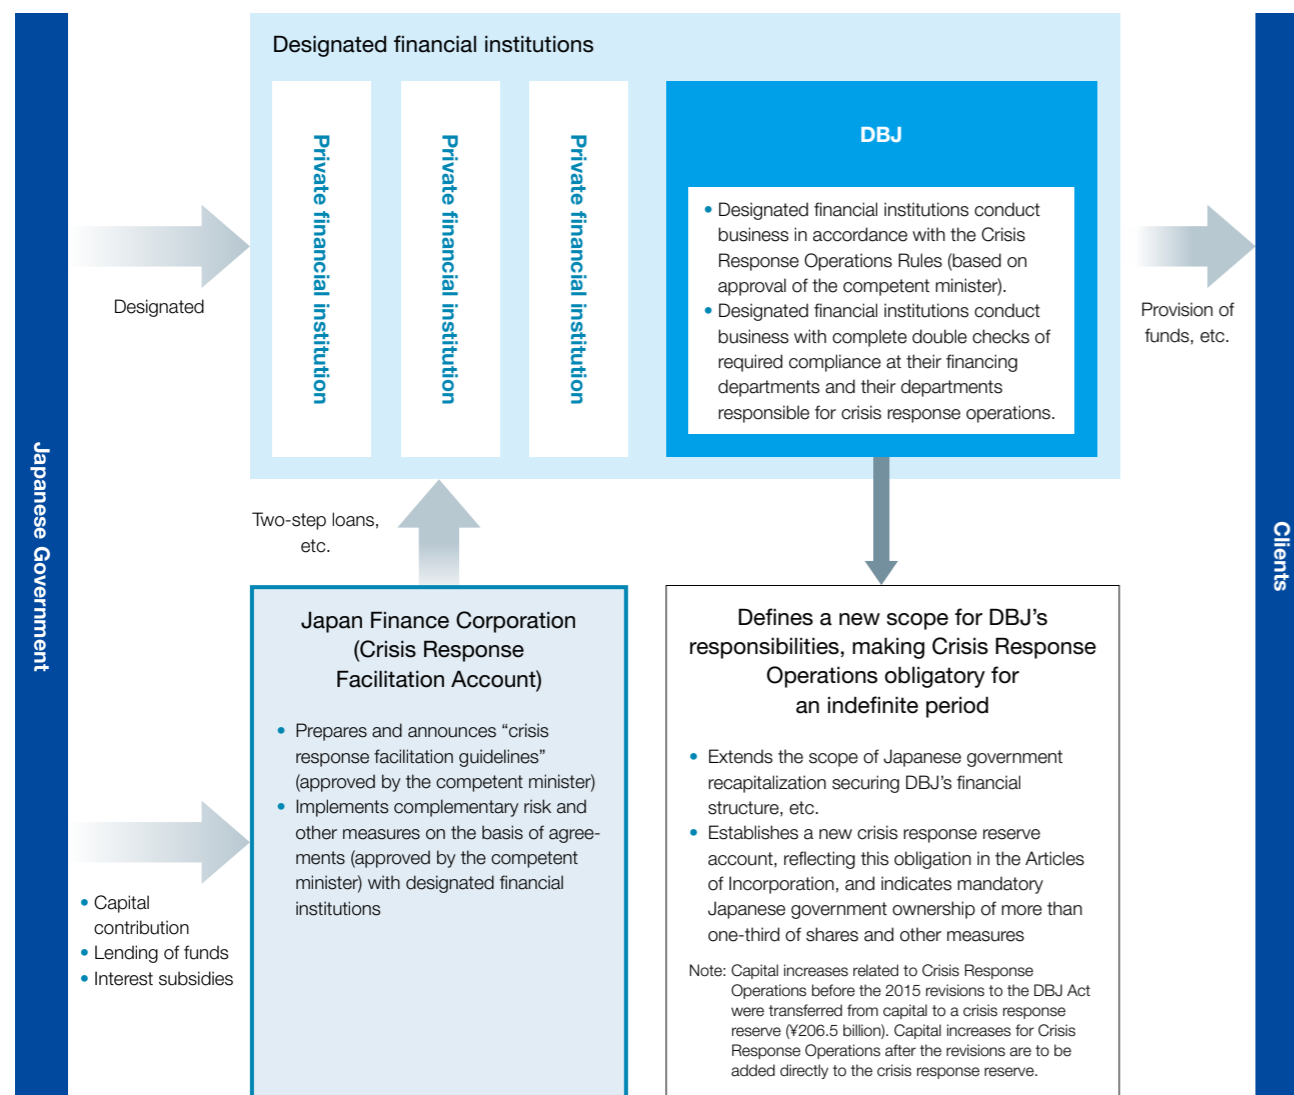 Japanese Government
Designated
Designated financial institutions
Private financial institution
Private financial institution
Private financial institution
DBJ
• Designated financial institutions conduct
business in accordance with the Crisis
Response Operations Rules (based on
approval of the competent minister).
• Designated financial institutions conduct
business with complete double checks of
required compliance at their financing
departments and their departments
responsible for crisis response operations.
Provision of
funds, etc.
Clients
Two-step loans,
etc.
• Capital
contribution
• Lending of funds
• Interest subsidies
Japan Finance Corporation
(Crisis Response
Facilitation Account)
• Prepares and announces “crisis
response facilitation guidelines”
(approved by the competent minister)
• Implements complementary risk and
other measures on the basis of agree-
ments (approved by the competent
minister) with designated financial
institutions
Defines a new scope for DBJ’s
responsibilities, making Crisis Response
Operations obligatory for
an indefinite period
• Extends the scope of Japanese government
recapitalization securing DBJ’s financial
structure, etc.
• Establishes a new crisis response reserve
account, reflecting this obligation in the Articles
of Incorporation, and indicates mandatory
Japanese government ownership of more than
one-third of shares and other measures
Note: Capital increases related to Crisis Response
Operations before the 2015 revisions to the DBJ Act
were transferred from capital to a crisis response
reserve (¥206.5 billion). Capital increases for Crisis
Response Operations after the revisions are to be
added directly to the crisis response reserve.